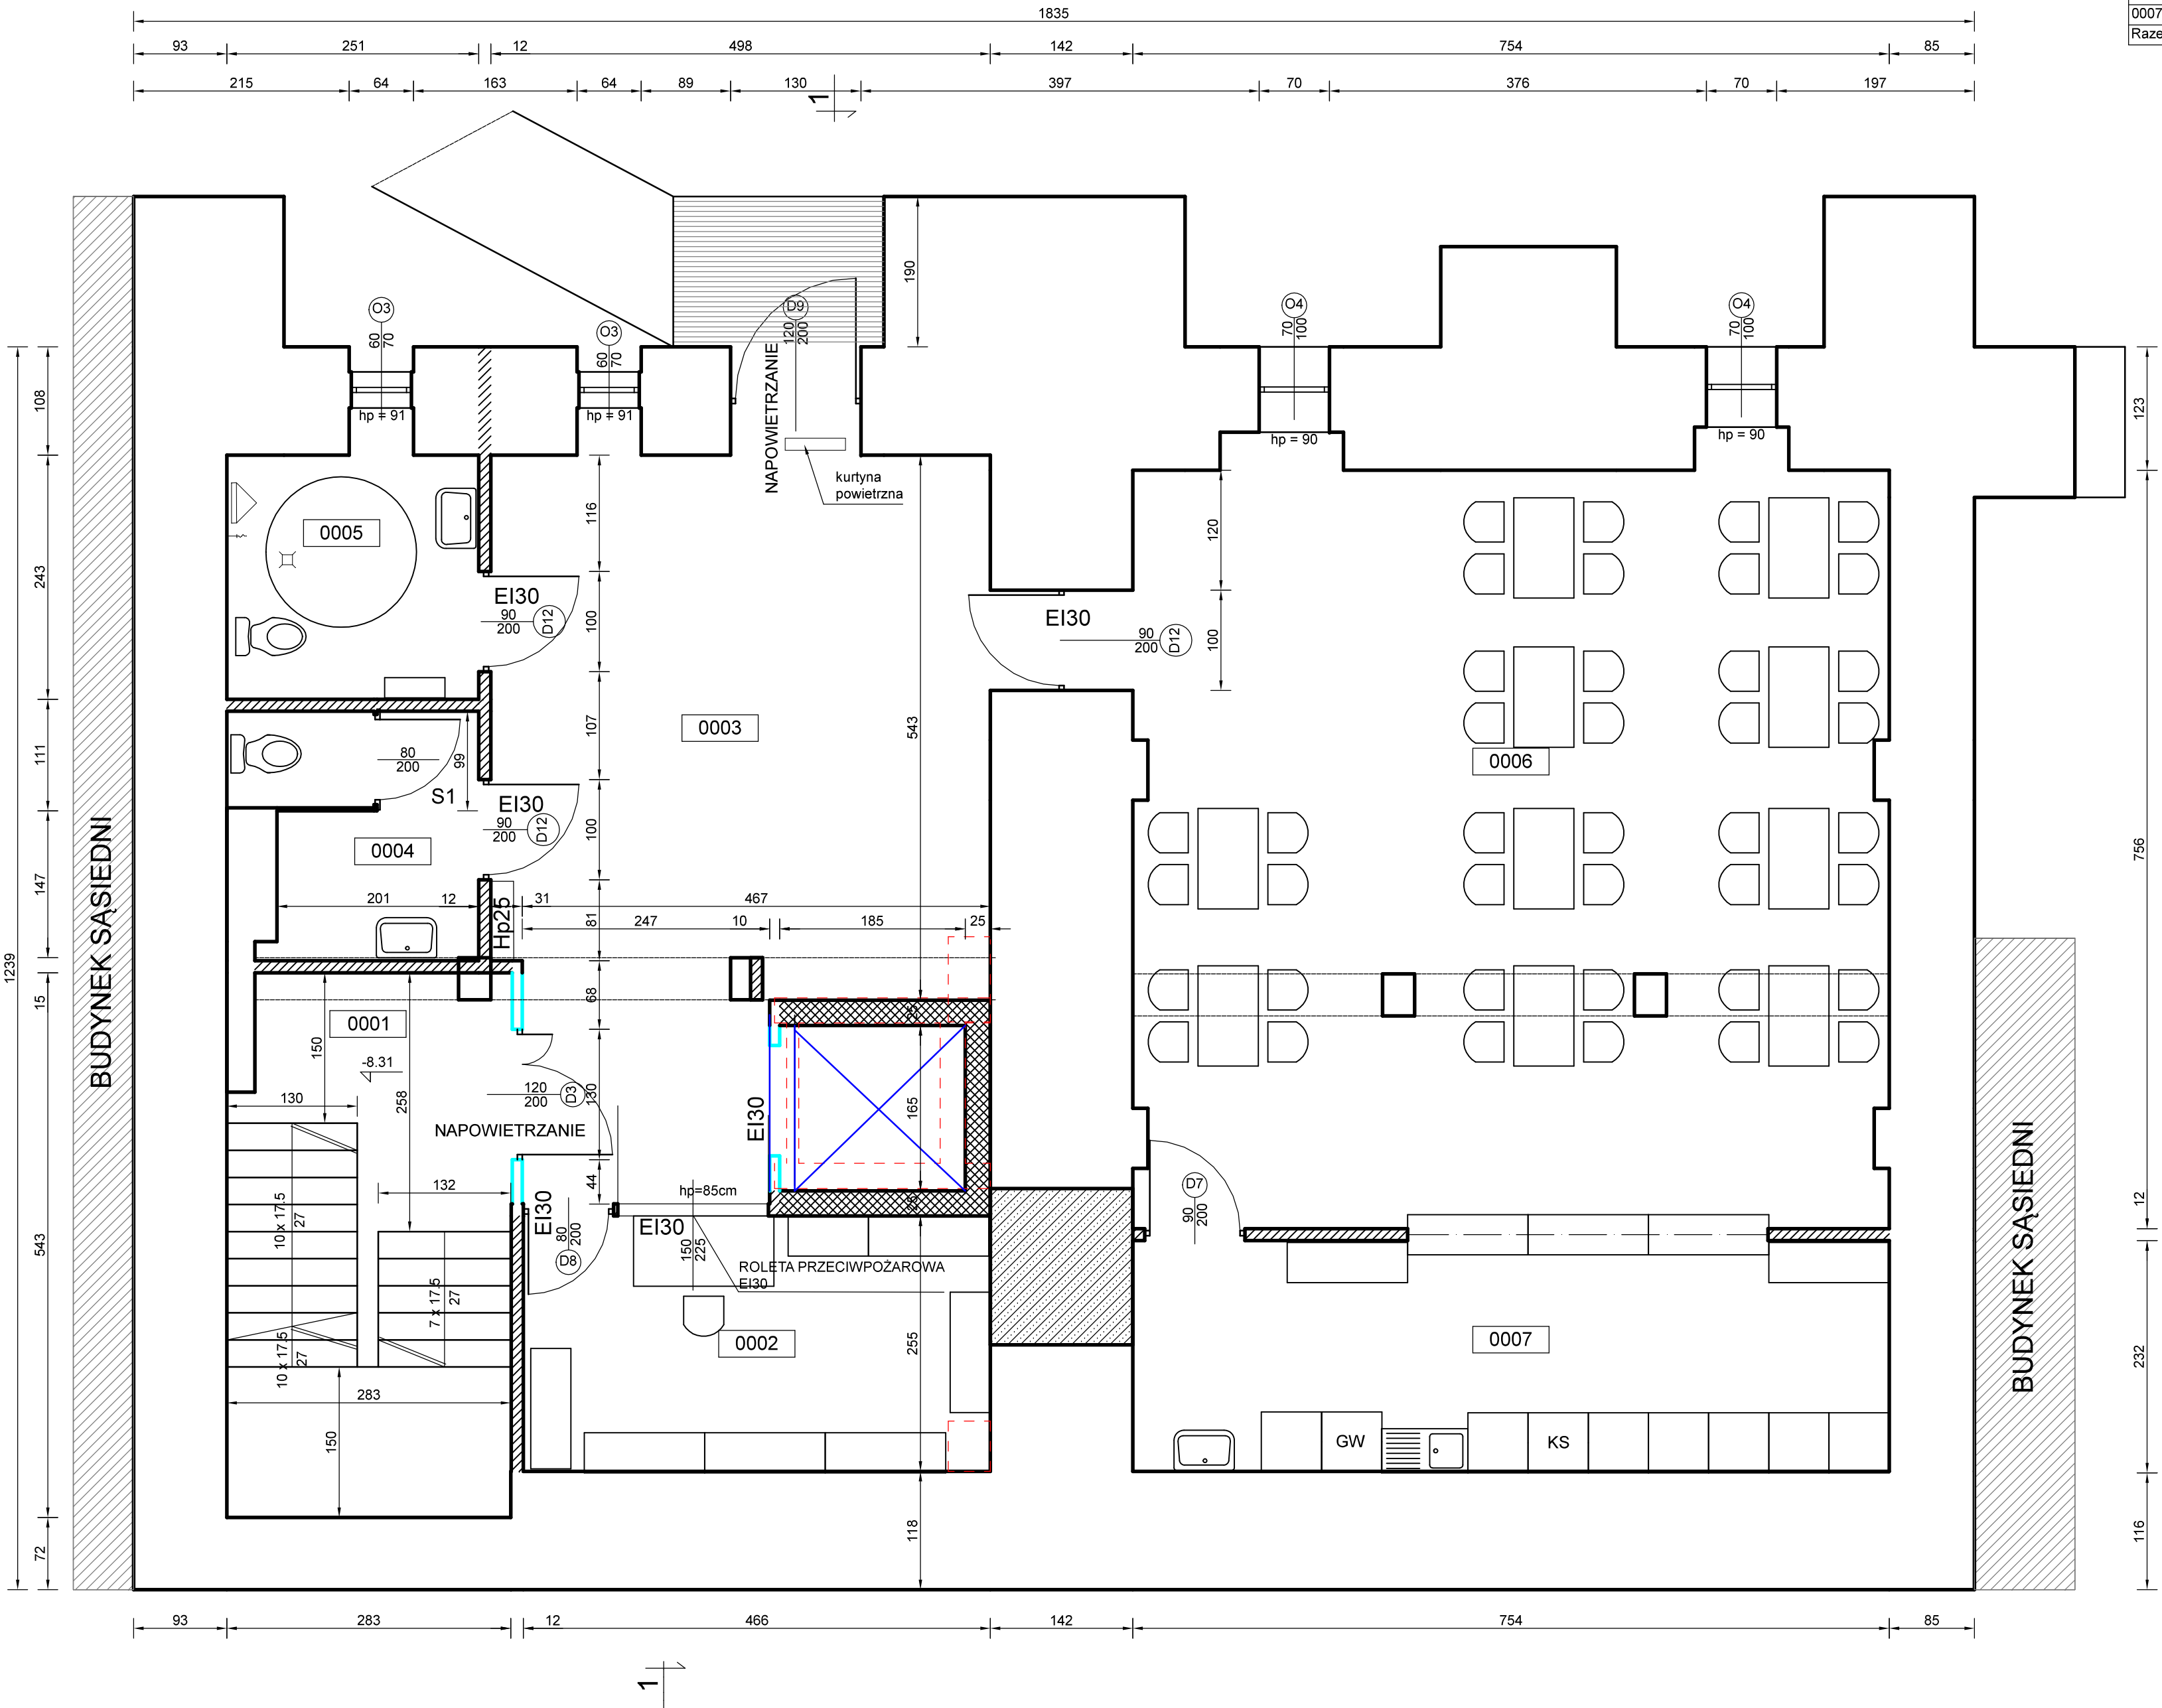 1835
0007
Raze
93 251 12 498 142 754 85
215 64 163 64 89 130 397 70 376 70 197
1
190
O3
60
70
hp = 91
O3
60
70
hp = 91
D9
120
200
NAPOWIETRZANIE
kurtyna
powietrzna
O4
70
100
hp = 90
O4
70
100
hp = 90
108
243
111
147
15
543
72
1239
123
756
12
232
116
BUDYNEK SĄSIEDNI
BUDYNEK SĄSIEDNI
0005
EI30
90
200
D12
116
100
107
100
81
68
130
44
0003
543
EI30
90
200
D12
120
100
0006
80
200
99
S1
EI30
90
200
D12
0004
201 12
Hp25
31 467
247 10 185 25
0001
-8.31
150
258
130
120
200
D3
NAPOWIETRZANIE
132
10 x 17.5
27
7 x 17.5
27
10 x 17.5
27
283
150
EI30
25
165
25
hp=85cm
EI30
80
200
D8
EI30
150
225
ROLETA PRZECIWPOŻAROWA
EI30
0002
255
118
D7
90
200
0007
GW
KS
93 283 12 466 142 754 85
1